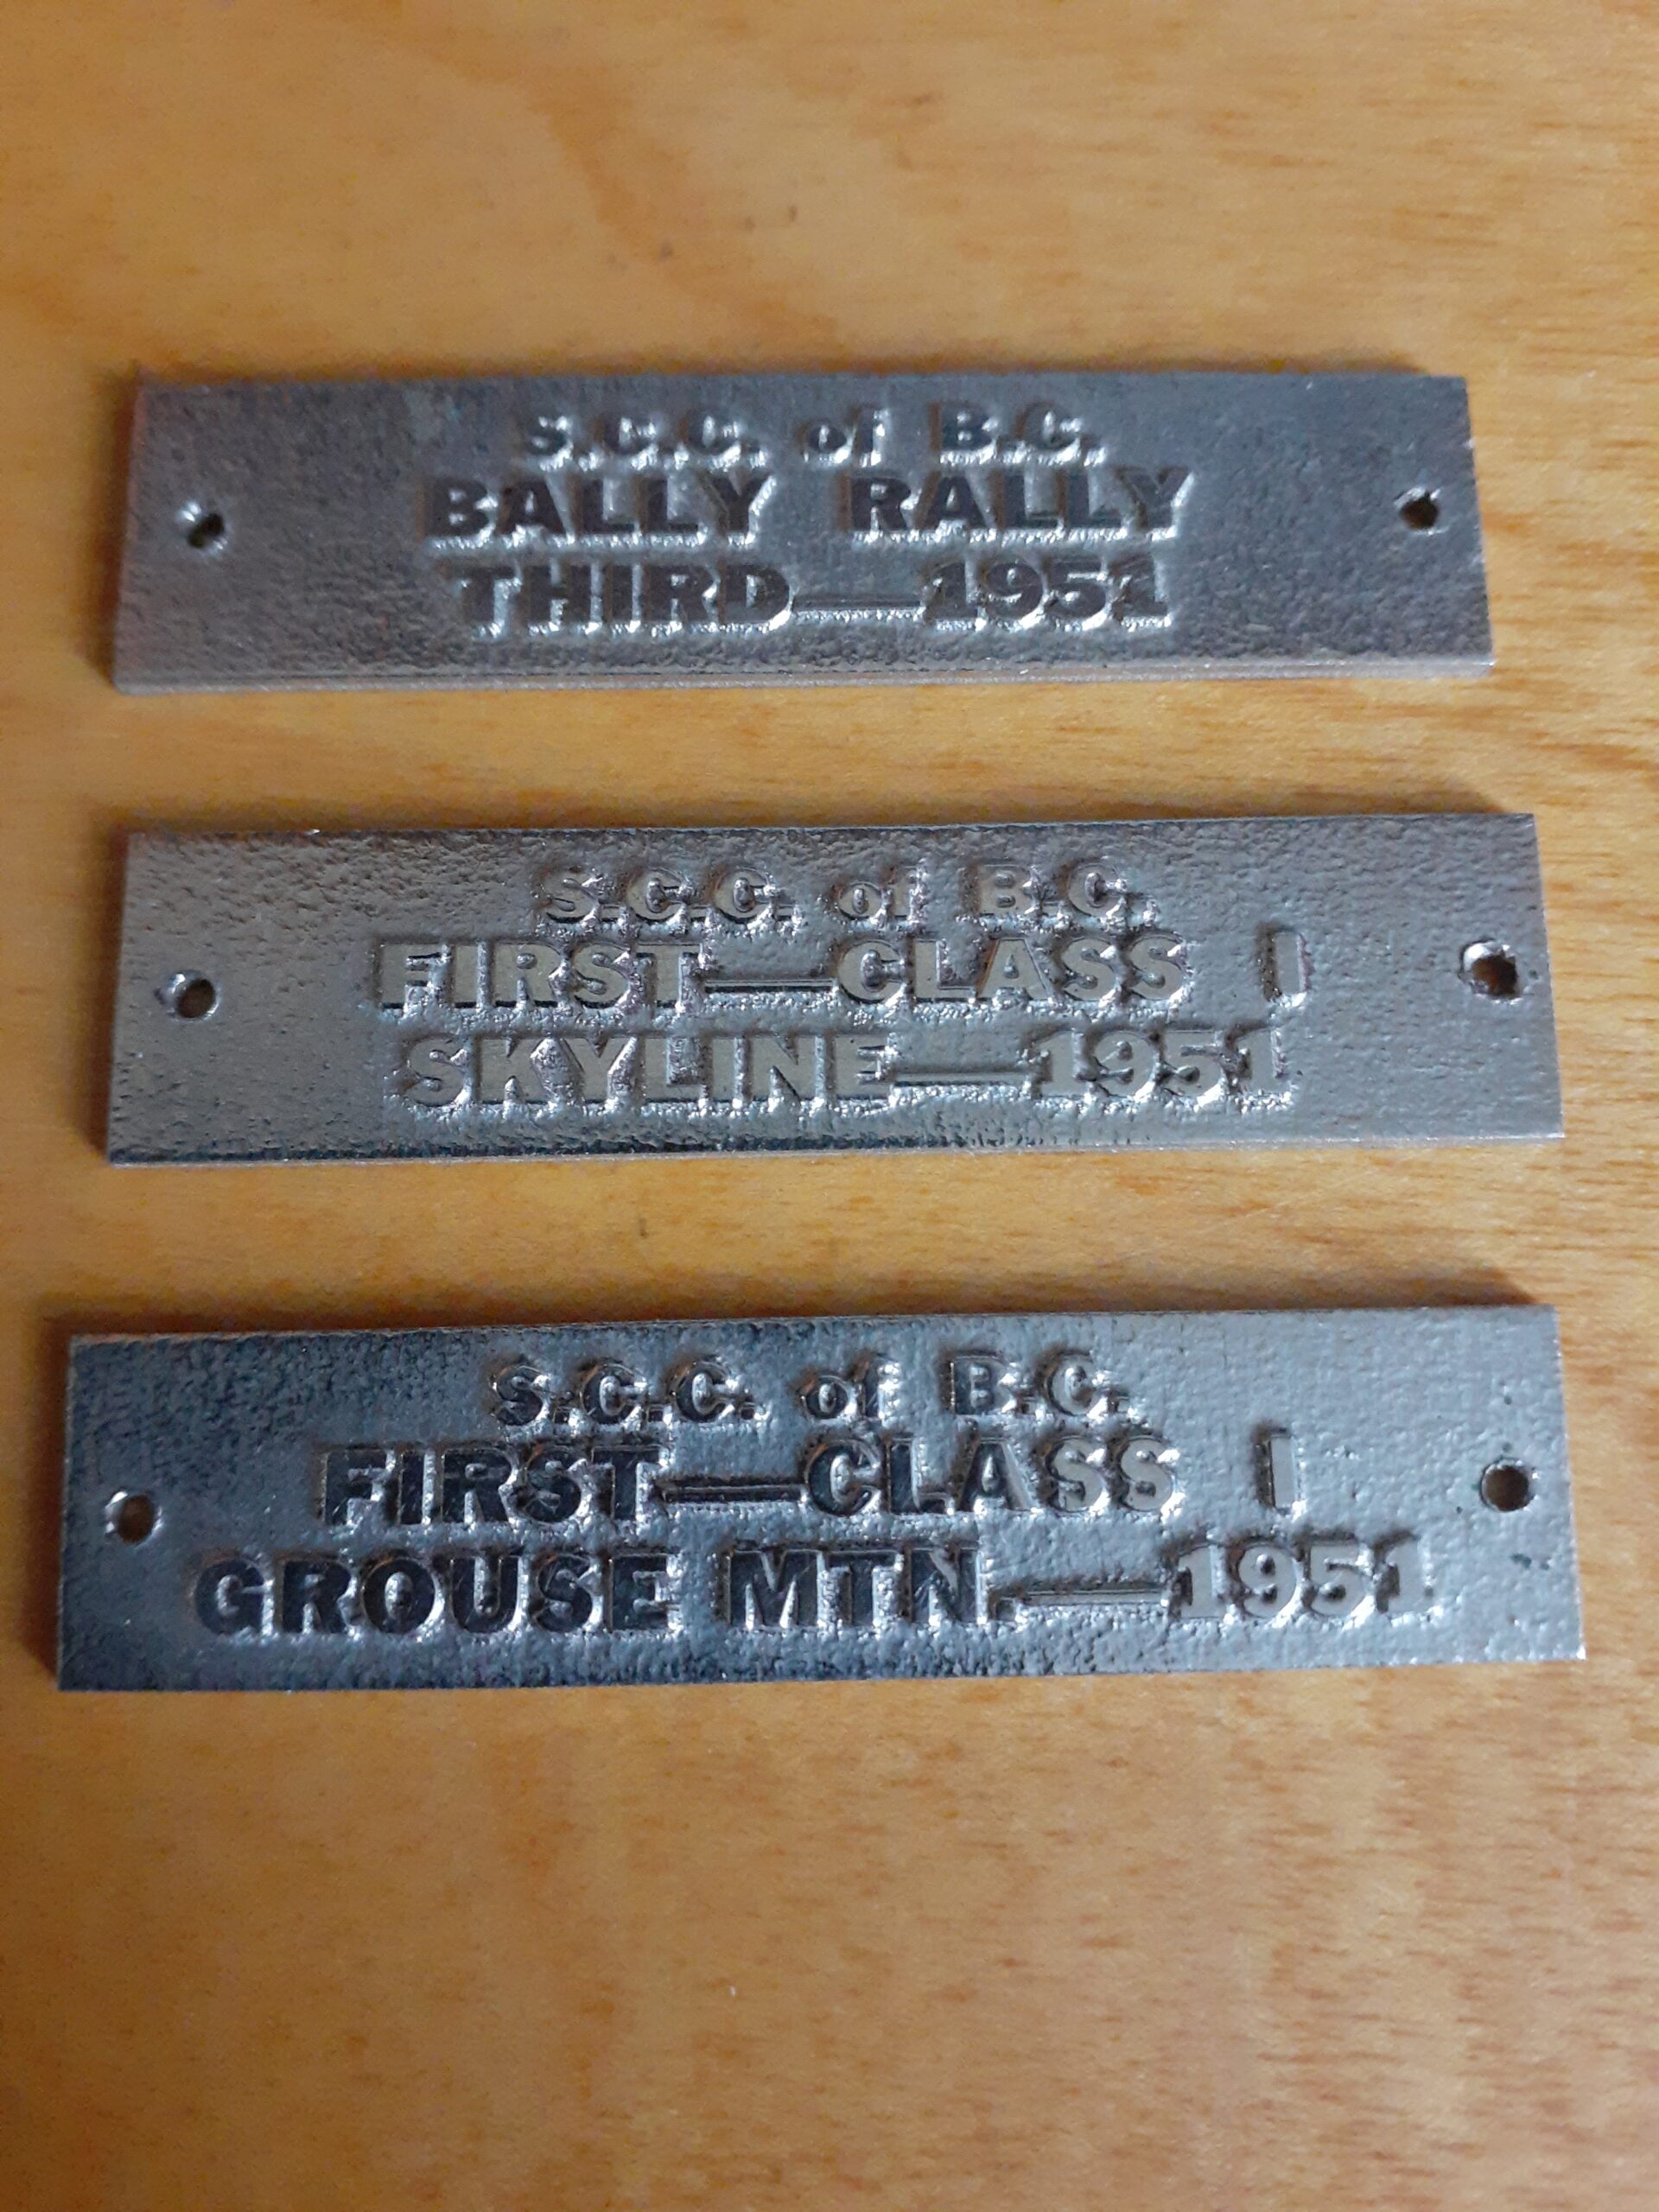 S.C.C. of B.C.
BALLY RALLY
THIRD—1951
S.C.C. of B.C.
FIRST—CLASS I
SKYLINE—1951
S.C.C. of B.C.
FIRST—CLASS I
GROUSE MTN.—1951